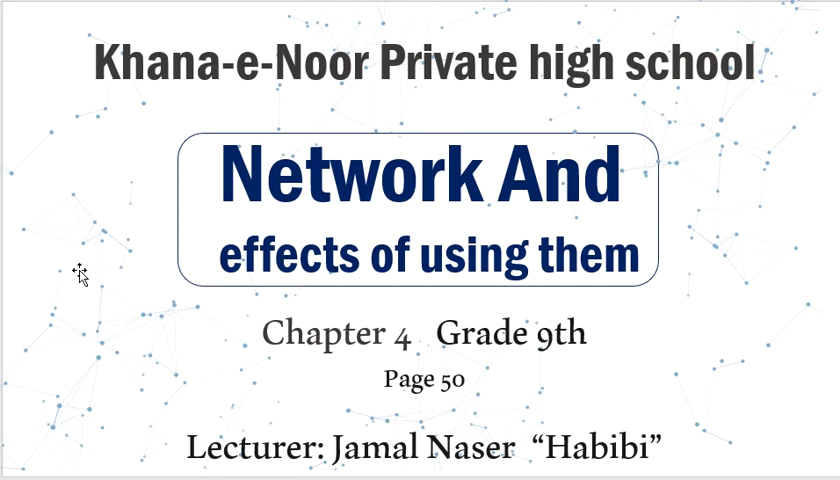 Khana-e-Noor Private high school
Network And
effects of using them
Chapter 4 Grade 9th
Page 50
Lecturer: Jamal Naser “Habibi”